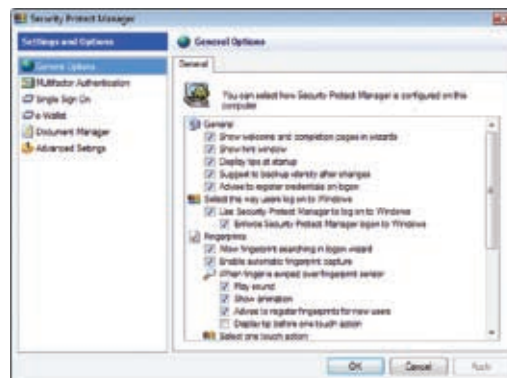 Security Protect Manager
Settings and Options
General Options
Multifactor Authentication
Single Sign On
e-Wallet
Document Manager
Advanced Settings
General Options
General
You can select how Security Protect Manager is configured on this
computer
General
Show welcome and completion pages in wizards
Show hint window
Display tips at startup
Suggest to backup identity after changes
Advise to register credentials on logon
Select the way users log on to Windows
Use Security Protect Manager to log on to Windows
Enforce Security Protect Manager logon to Windows
Fingerprints
Allow fingerprint searching in logon wizard
Enable automatic fingerprint capture
When finger is swiped over fingerprint sensor
Play sound
Show animation
Advise to register fingerprints for new users
Display tip before one touch action
Select one touch action
OK
Cancel
Apply